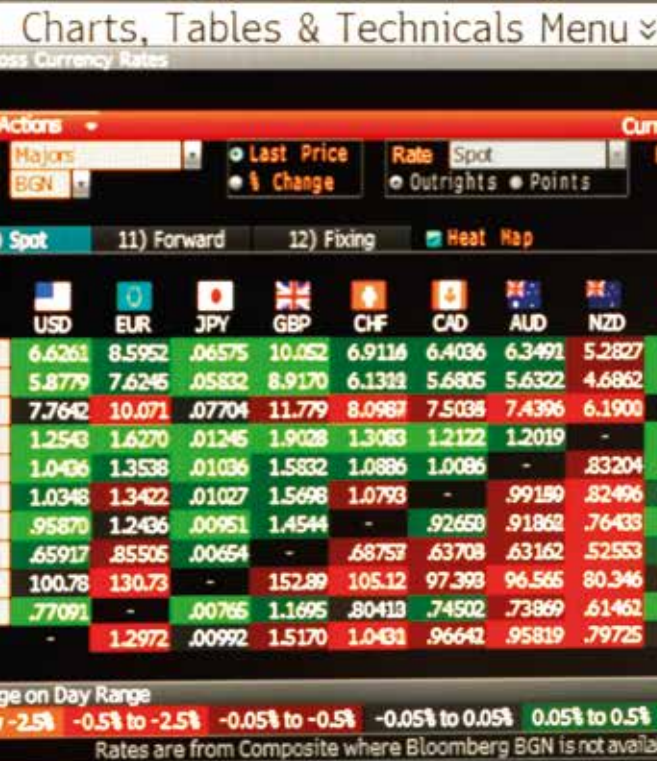 Charts, Tables & Technicals Menu
oss Currency Rates
Actions Curr
Majors Last Price Rate Spot
BGN % Change Outrights Points
Spot 11) Forward 12) Fixing Heat Map
USD EUR JPY GBP CHF CAD AUD NZD
6.6261 8.5952 .06575 10.052 6.9116 6.4036 6.3491 5.2827
5.8779 7.6245 .05832 8.9170 5.6805 5.6322 4.6862
7.7642 10.071 .07704 11.779 8.0987 7.5035 7.4396 6.1900
1.2543 1.6270 .01245 1.9028 1.3083 1.2122 1.2019 -
1.0436 1.3538 .01036 1.5832 1.0886 1.0086 - .83204
1.0348 1.3422 .01027 1.5698 1.0793 - .99150 .82496
.95870 1.2436 .00951 1.4544 - .92650 .91862 .76433
.65917 .85505 .00654 - .68757 .63708 .63162 .52553
100.78 130.73 - 152.89 105.12 97.393 96.565 80.346
.77091 - .00765 1.1695 .80413 .74502 .73869 .61462
- 1.2972 .00992 1.5170 1.0431 .96642 .95819 .79725
ge on Day Range
-2.5% -0.5% to -2.5% -0.05% to -0.5% -0.05% to 0.05% 0.05% to 0.5%
Rates are from Composite where Bloomberg BGN is not availa